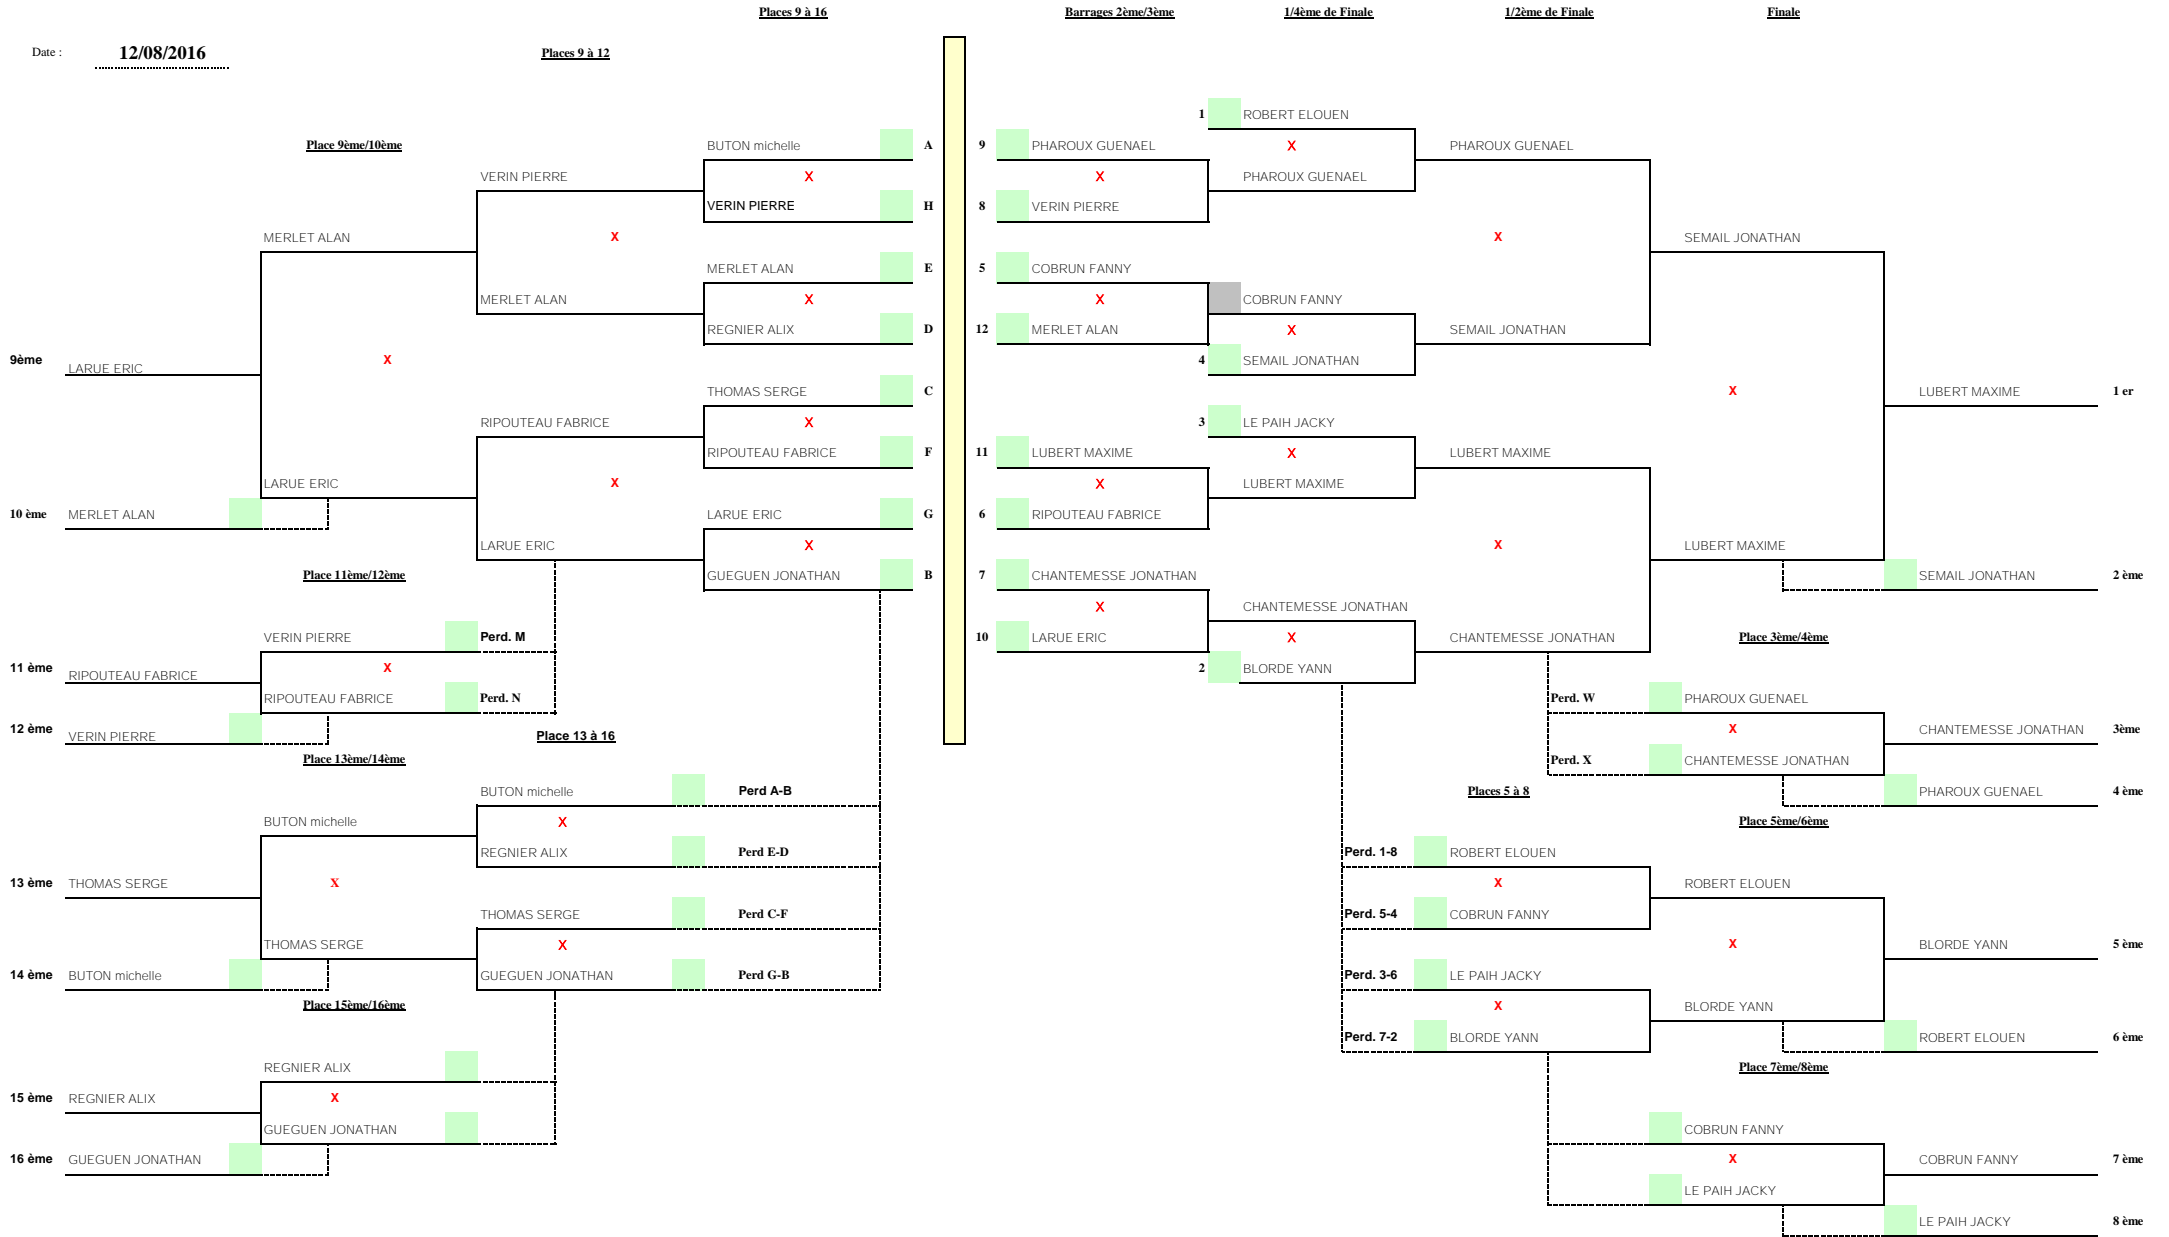 Places 9 à 16 Barrages 2ème/3ème 1/4ème de Finale 1/2ème de Finale Finale
Date : 12/08/2016 Places 9 à 12
1 ROBERT ELOUEN
Place 9ème/10ème BUTON michelle A 9 PHAROUX GUENAEL X PHAROUX GUENAEL
VERIN PIERRE X X PHAROUX GUENAEL
VERIN PIERRE H 8 VERIN PIERRE
MERLET ALAN X X SEMAIL JONATHAN
MERLET ALAN E 5 COBRUN FANNY
MERLET ALAN X X COBRUN FANNY
REGNIER ALIX D 12 MERLET ALAN X SEMAIL JONATHAN
9ème LARUE ERIC X 4 SEMAIL JONATHAN
THOMAS SERGE C X LUBERT MAXIME 1 er
RIPOUTEAU FABRICE X 3 LE PAIH JACKY
RIPOUTEAU FABRICE F 11 LUBERT MAXIME X LUBERT MAXIME
LARUE ERIC X X LUBERT MAXIME
10 ème MERLET ALAN LARUE ERIC G 6 RIPOUTEAU FABRICE
LARUE ERIC X X LUBERT MAXIME
Place 11ème/12ème GUEGUEN JONATHAN B 7 CHANTEMESSE JONATHAN SEMAIL JONATHAN 2 ème
X CHANTEMESSE JONATHAN
VERIN PIERRE Perd. M 10 LARUE ERIC X CHANTEMESSE JONATHAN Place 3ème/4ème
11 ème RIPOUTEAU FABRICE X 2 BLORDE YANN
RIPOUTEAU FABRICE Perd. N Perd. W PHAROUX GUENAEL
12 ème VERIN PIERRE Place 13 à 16 X CHANTEMESSE JONATHAN 3ème
Place 13ème/14ème Perd. X CHANTEMESSE JONATHAN
BUTON michelle Perd A-B Places 5 à 8 PHAROUX GUENAEL 4 ème
BUTON michelle X Place 5ème/6ème
REGNIER ALIX Perd E-D Perd. 1-8 ROBERT ELOUEN
13 ème THOMAS SERGE X X ROBERT ELOUEN
THOMAS SERGE Perd C-F Perd. 5-4 COBRUN FANNY
THOMAS SERGE X X BLORDE YANN 5 ème
14 ème BUTON michelle GUEGUEN JONATHAN Perd G-B Perd. 3-6 LE PAIH JACKY
Place 15ème/16ème X BLORDE YANN
Perd. 7-2 BLORDE YANN ROBERT ELOUEN 6 ème
REGNIER ALIX Place 7ème/8ème
15 ème REGNIER ALIX X
GUEGUEN JONATHAN COBRUN FANNY
16 ème GUEGUEN JONATHAN X COBRUN FANNY 7 ème
LE PAIH JACKY
LE PAIH JACKY 8 ème